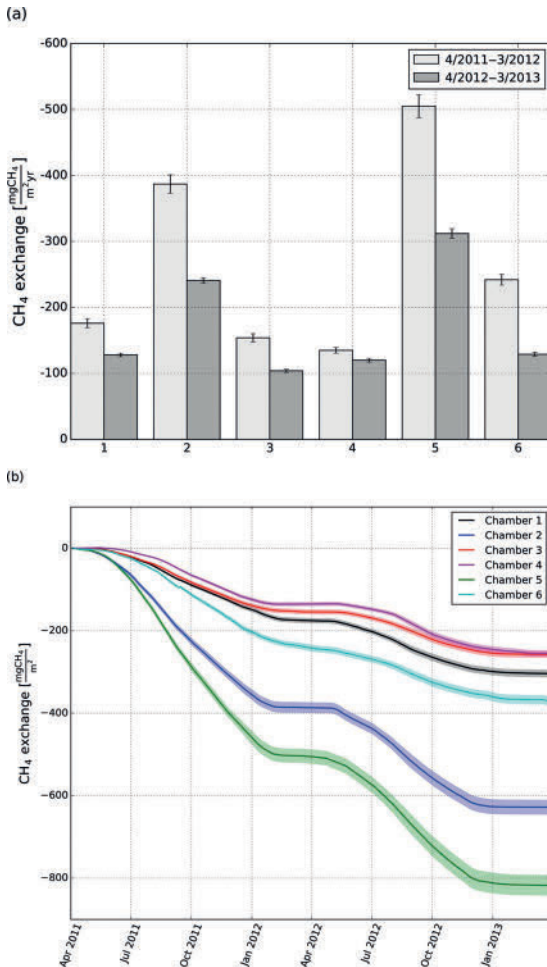 (a)
-600
-500
-400
-300
-200
-100
0
CH4 exchange [mgCH4/m2yr]
4/2011−3/2012
4/2012−3/2013
1 2 3 4 5 6
(b)
0
−200
−400
−600
−800
CH4 exchange [mgCH4/m2]
Chamber 1
Chamber 2
Chamber 3
Chamber 4
Chamber 5
Chamber 6
Apr 2011
Jul 2011
Oct 2011
Jan 2012
Apr 2012
Jul 2012
Oct 2012
Jan 2013